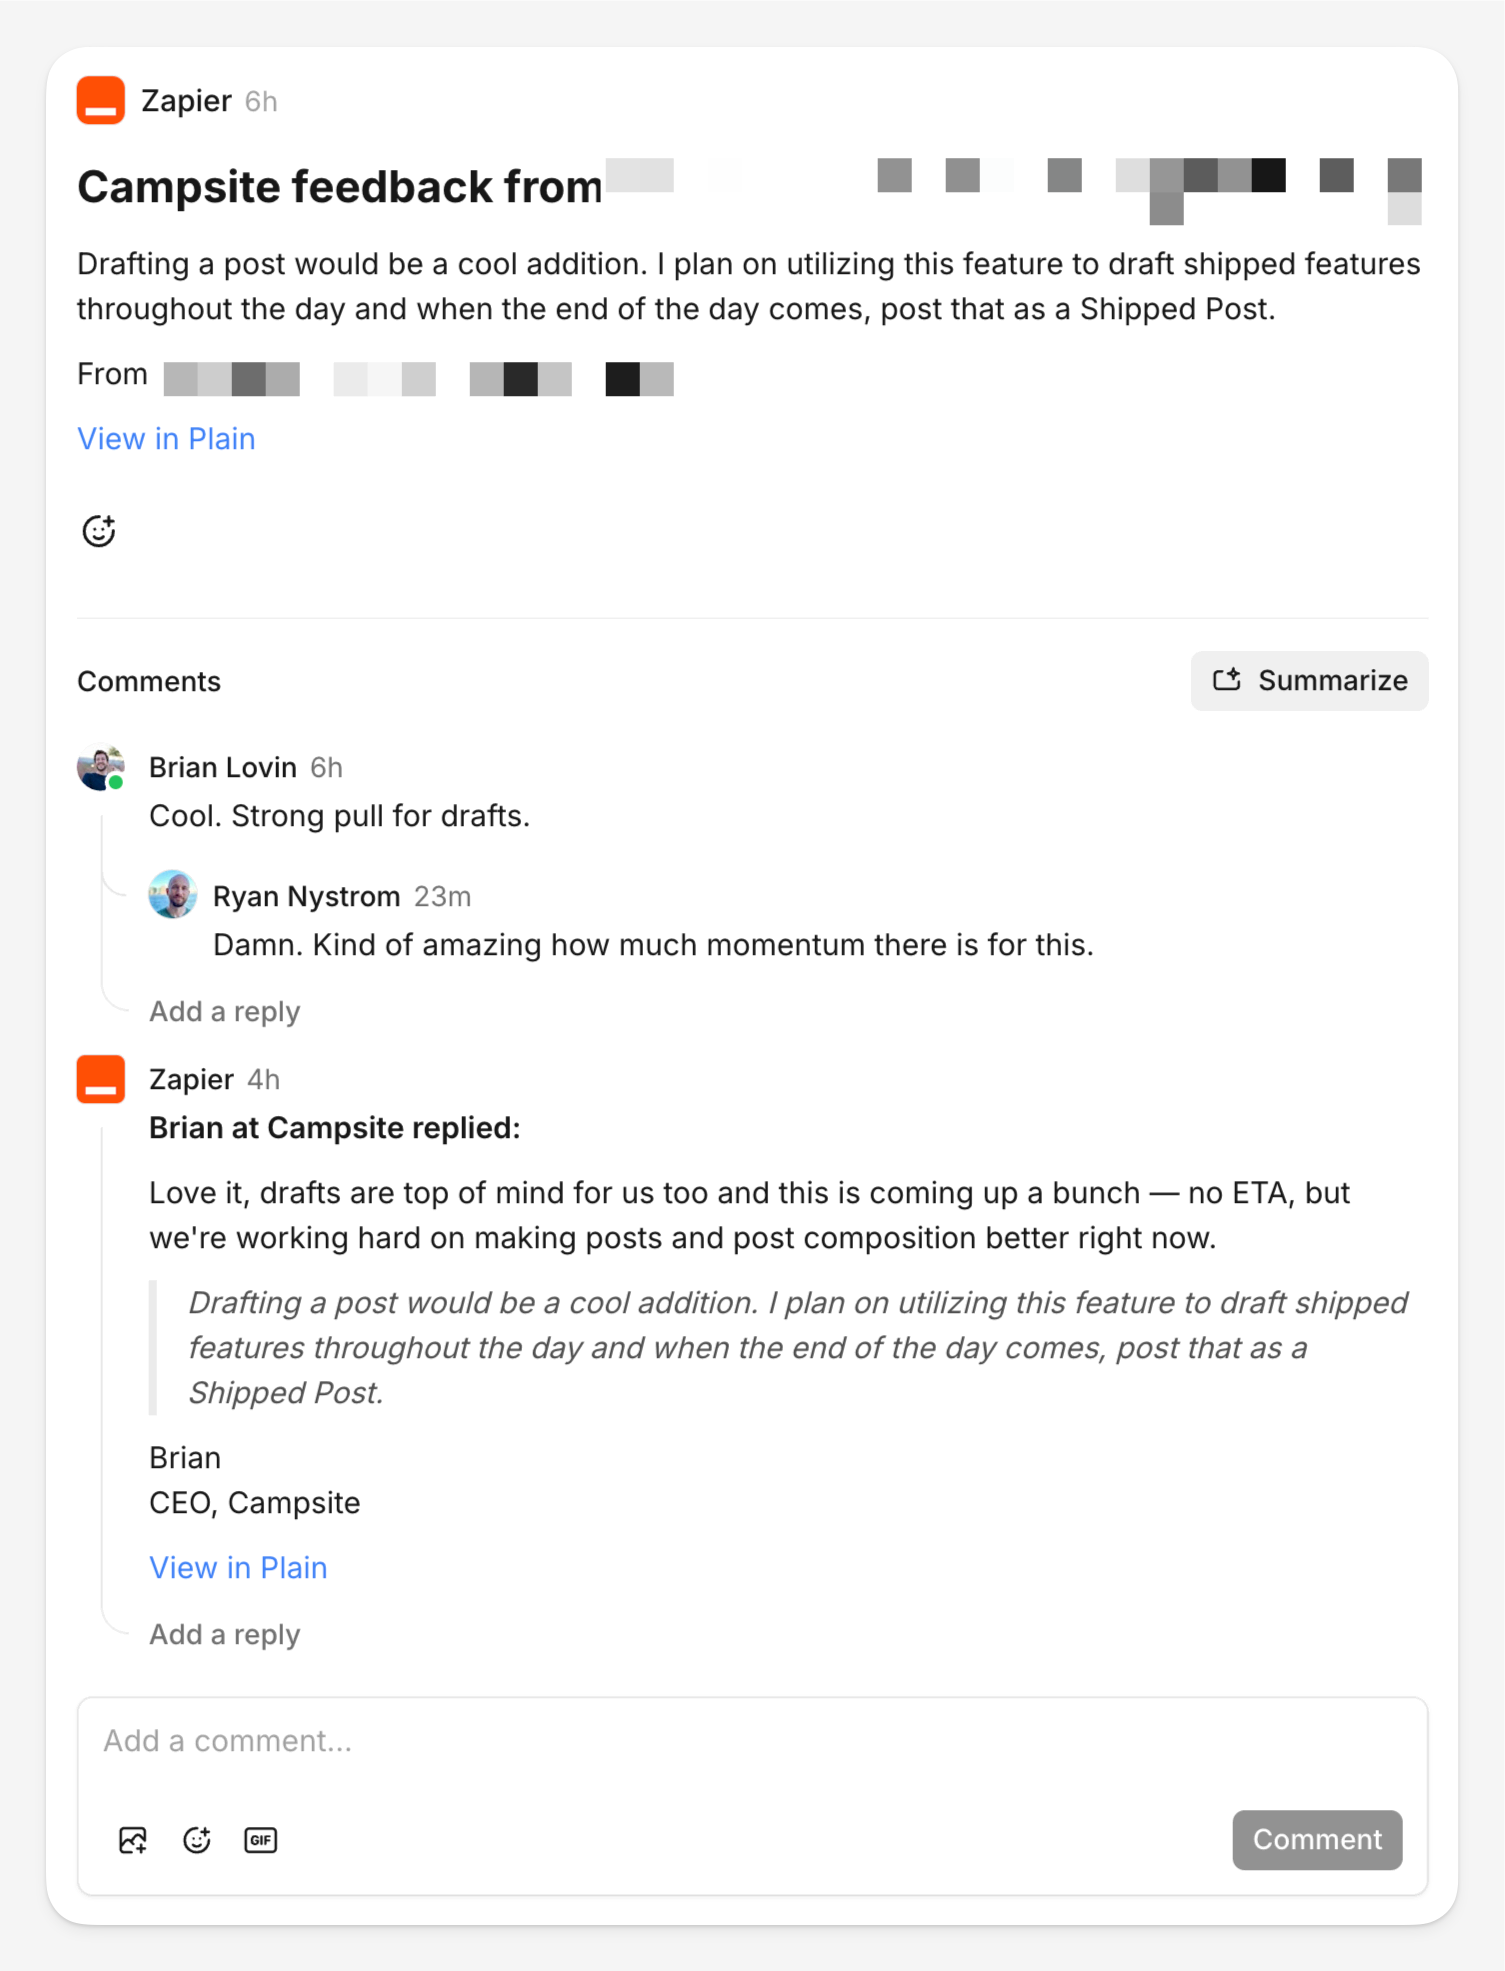 Zapier 6h
Campsite feedback from
Drafting a post would be a cool addition. I plan on utilizing this feature to draft shipped features
throughout the day and when the end of the day comes, post that as a Shipped Post.
From
View in Plain
Comments
Summarize
Brian Lovin 6h
Cool. Strong pull for drafts.
Ryan Nystrom 23m
Damn. Kind of amazing how much momentum there is for this.
Add a reply
Zapier 4h
Brian at Campsite replied:
Love it, drafts are top of mind for us too and this is coming up a bunch — no ETA, but
we're working hard on making posts and post composition better right now.
Drafting a post would be a cool addition. I plan on utilizing this feature to draft shipped
features throughout the day and when the end of the day comes, post that as a
Shipped Post.
Brian
CEO, Campsite
View in Plain
Add a reply
Add a comment...
GIF
Comment